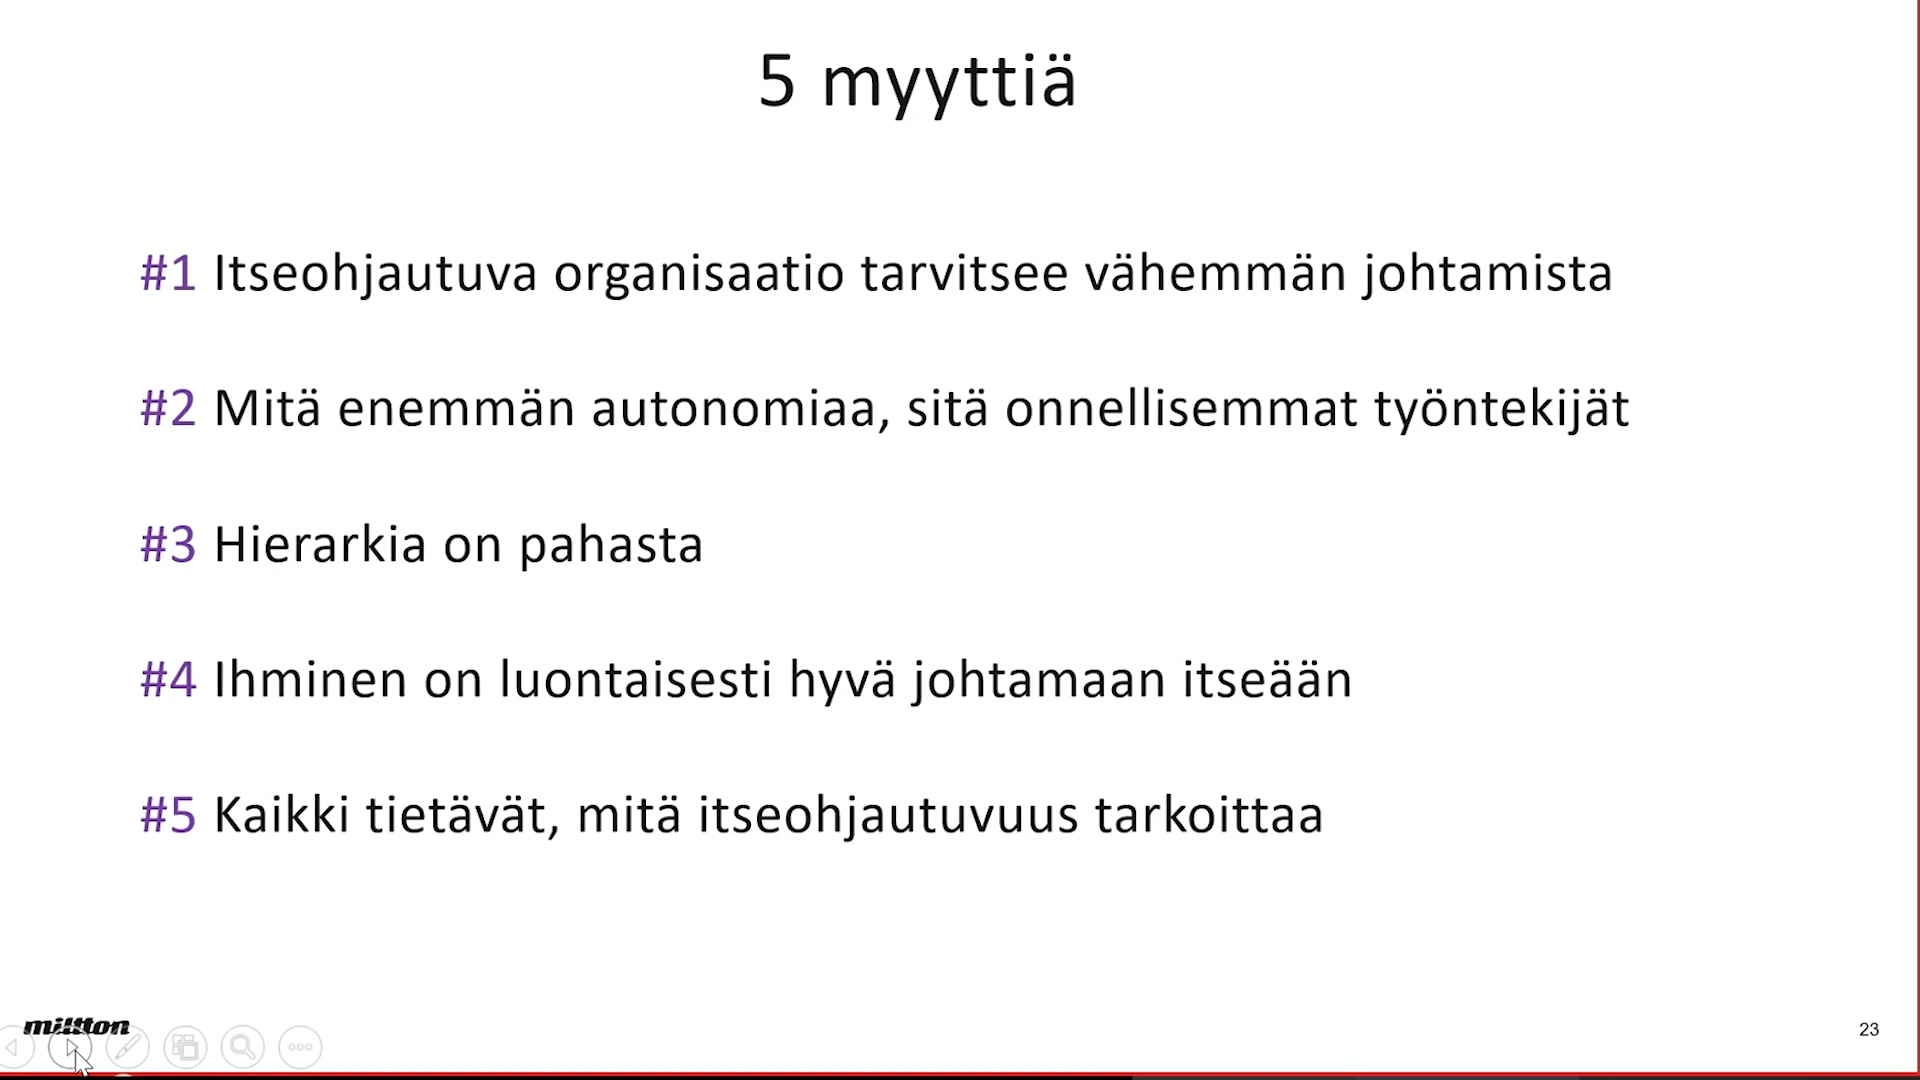 5 myyttiä
#1 Itseohjautuva organisaatio tarvitsee vähemmän johtamista
#2 Mitä enemmän autonomiaa, sitä onnellisemmat työntekijät
#3 Hierarkia on pahasta
#4 Ihminen on luontaisesti hyvä johtamaan itseään
#5 Kaikki tietävät, mitä itseohjautuvuus tarkoittaa
miltton
23